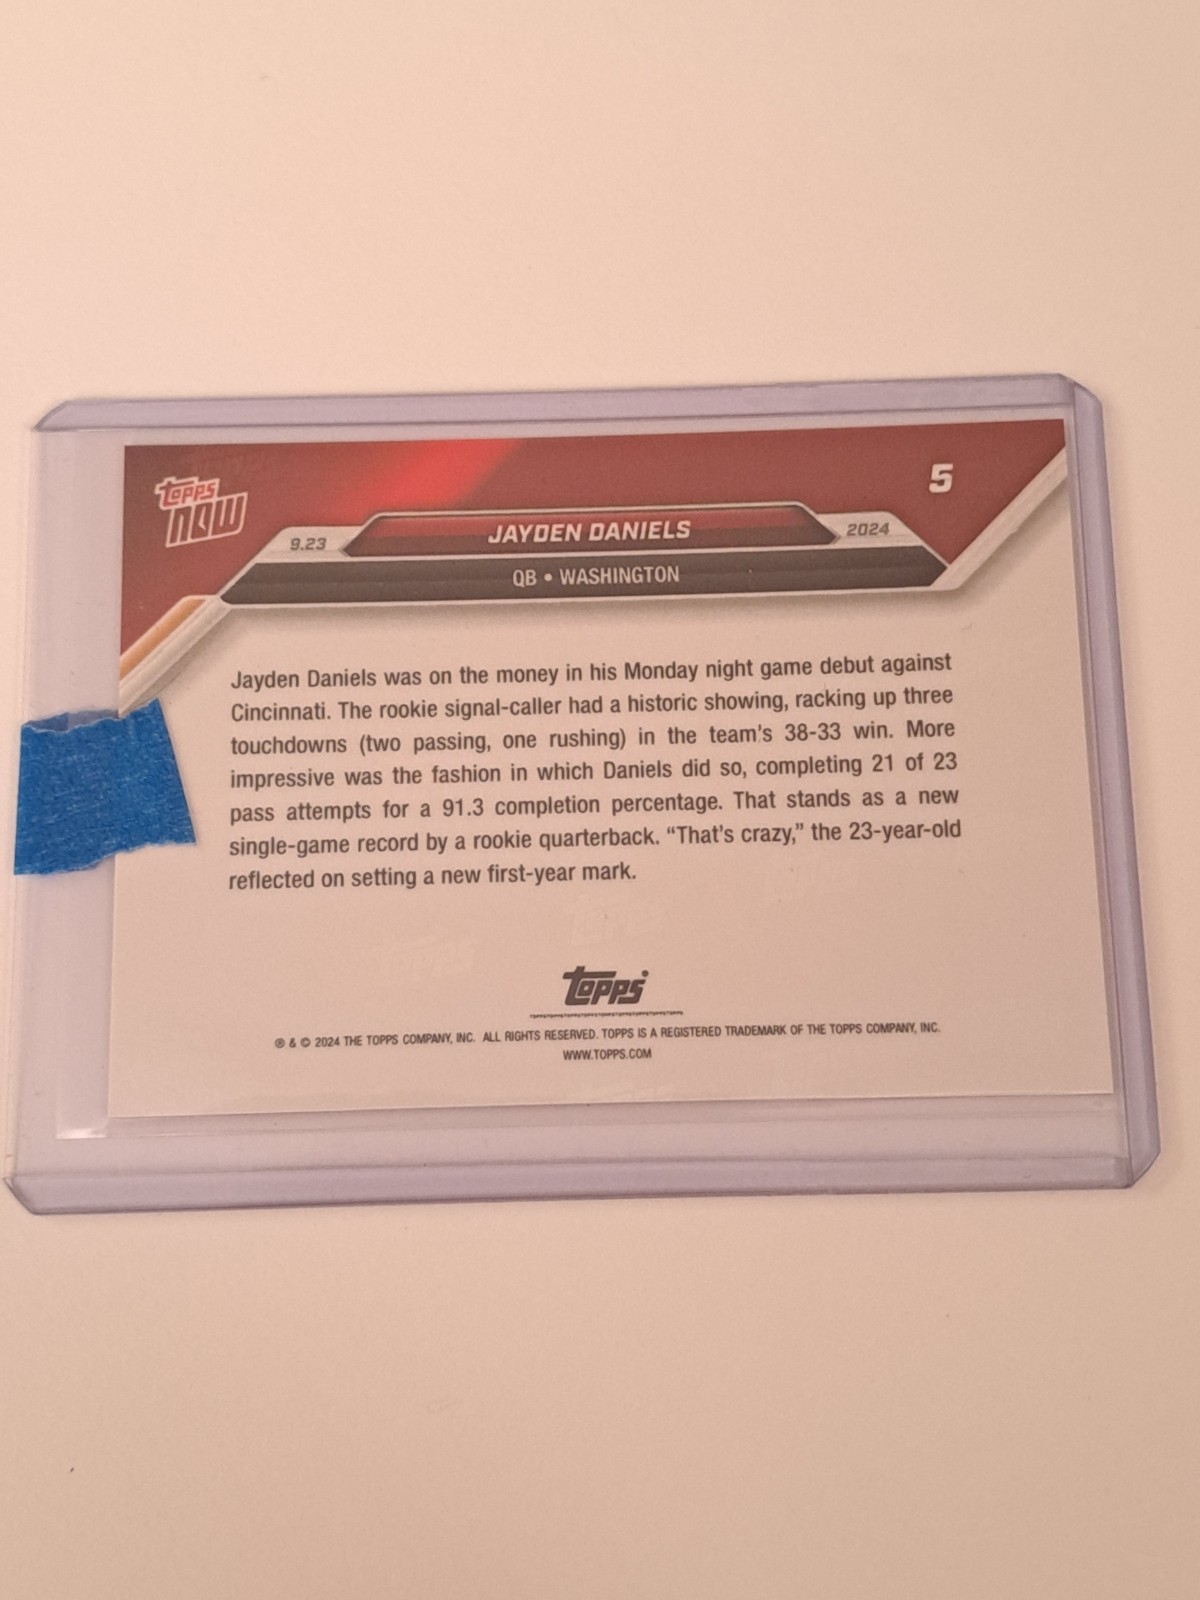 topps NOW
5
9.23 JAYDEN DANIELS 2024
QB • WASHINGTON
Jayden Daniels was on the money in his Monday night game debut against
Cincinnati. The rookie signal-caller had a historic showing, racking up three
touchdowns (two passing, one rushing) in the team's 38-33 win. More
impressive was the fashion in which Daniels did so, completing 21 of 23
pass attempts for a 91.3 completion percentage. That stands as a new
single-game record by a rookie quarterback. “That's crazy,” the 23-year-old
reflected on setting a new first-year mark.
topps
® & © 2024 THE TOPPS COMPANY, INC. ALL RIGHTS RESERVED. TOPPS IS A REGISTERED TRADEMARK OF THE TOPPS COMPANY, INC.
WWW.TOPPS.COM